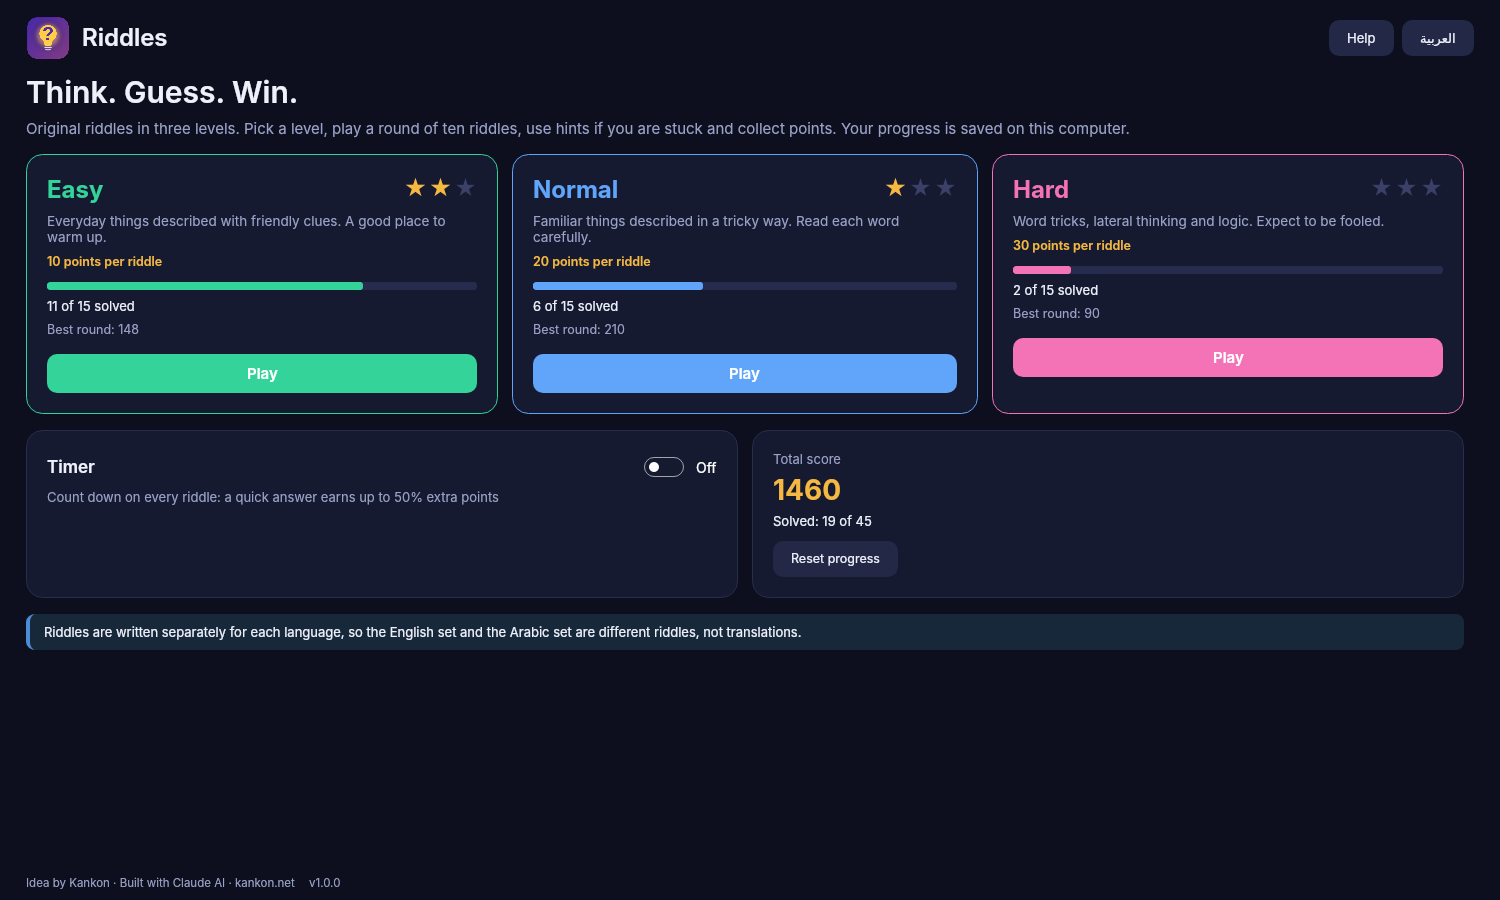 Riddles
Help
العربية
Think. Guess. Win.
Original riddles in three levels. Pick a level, play a round of ten riddles, use hints if you are stuck and collect points. Your progress is saved on this computer.
Easy
Everyday things described with friendly clues. A good place to
warm up.
10 points per riddle
11 of 15 solved
Best round: 148
Play
Normal
Familiar things described in a tricky way. Read each word
carefully.
20 points per riddle
6 of 15 solved
Best round: 210
Play
Hard
Word tricks, lateral thinking and logic. Expect to be fooled.
30 points per riddle
2 of 15 solved
Best round: 90
Play
Timer
Off
Count down on every riddle: a quick answer earns up to 50% extra points
Total score
1460
Solved: 19 of 45
Reset progress
Riddles are written separately for each language, so the English set and the Arabic set are different riddles, not translations.
Idea by Kankon · Built with Claude AI · kankon.net v1.0.0